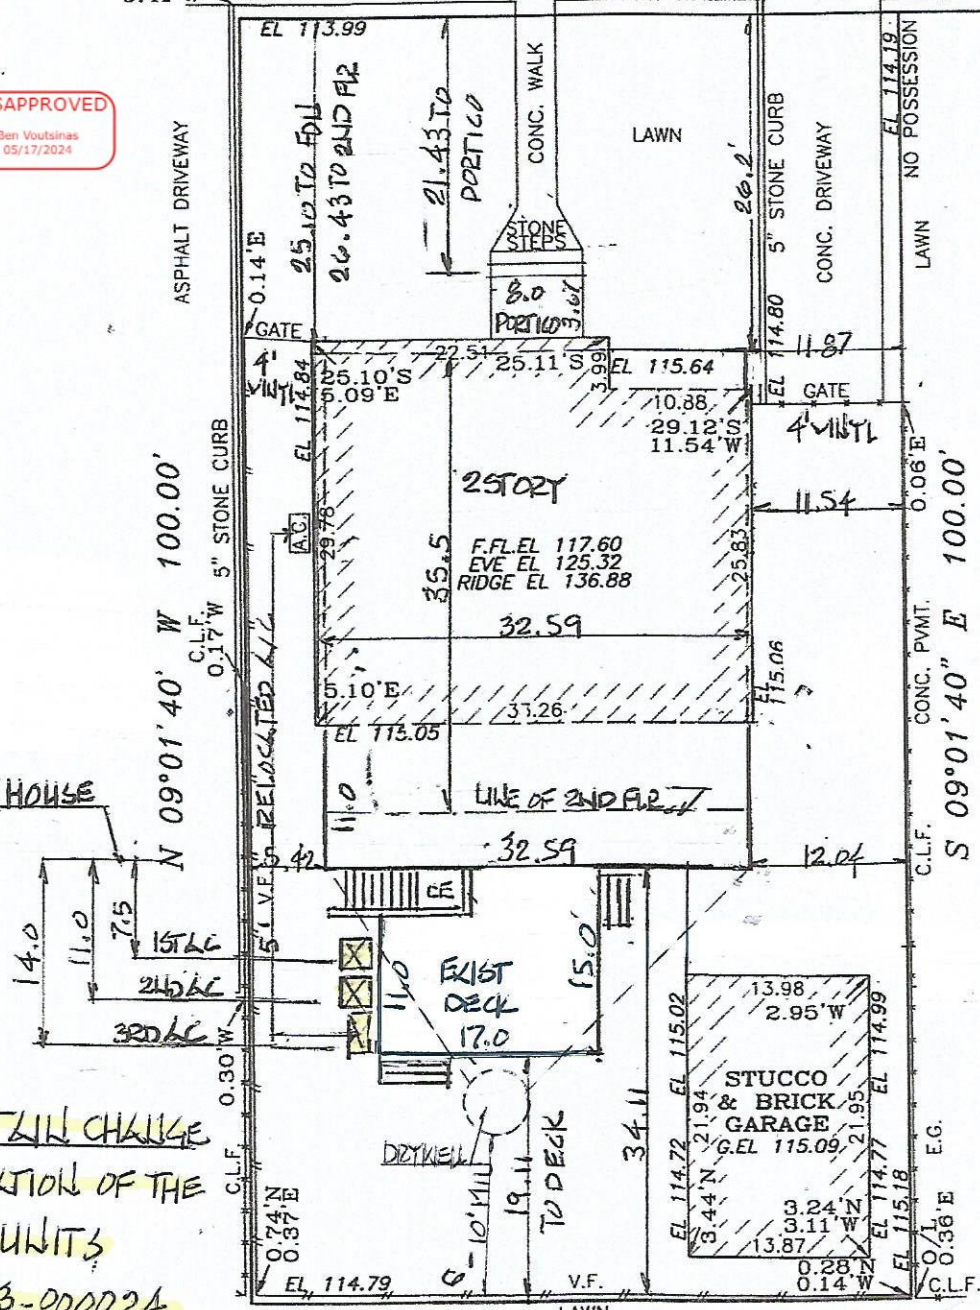 EL 113.99
SAPPROVED
Ben Voutsinas
05/17/2024
ASPHALT DRIVEWAY
0.14'E
25.10 TO FDN
26.43 TO 2ND FLR
21.43 TO
PORTICO
CONC. WALK
LAWN
26.2'
5" STONE CURB
CONC. DRIVEWAY
EL 114.19
NO POSSESSION
LAWN
STONE
STEPS
8.0
PORTICO
GATE
4'
VINYL
EL 114.84
22.51
25.10'S
5.09'E
25.11'S
3.99
EL 115.64
10.88
29.12'S
11.54'W
EL 114.80
11.87
GATE
4' VINYL
0.06'E
11.54
2 STORY
F.FL.EL 117.60
EVE EL 125.32
RIDGE EL 136.88
35.5
32.59
A.C.
29.78
25.83
N 09°01'40" W 100.00'
5" STONE CURB
C.L.F.
0.17'W
RELOCATED A/C
5.10'E
33.26
EL 115.05
EL 115.06
CONC. PVMT.
S 09°01'40" E 100.00'
C.L.F.
HOUSE
11.0
LINE OF 2ND FLR
32.59
12.04
14.0
11.0
7.5
1ST AC
2ND AC
3RD AC
5' V.F.
CE
11.0
EXIST
DECK
17.0
15.0
0.30'W
C.L.F.
13.98
2.95'W
EL 115.02
EL 114.99
STUCCO
& BRICK
GARAGE
G.EL 115.09
21.94
21.95
EL 114.72
EL 114.77
3.44'N
3.24'N
3.11'W
13.87
EL 115.18
E.G.
CHANGE
OF THE
UNITS
DRYWELL
10' MIN
19.11
TO DECK
34.11
0.74'N
0.37'E
EL 114.79
V.F.
0.28'N
0.14'W
0.36'E
C.L.F.
LAWN